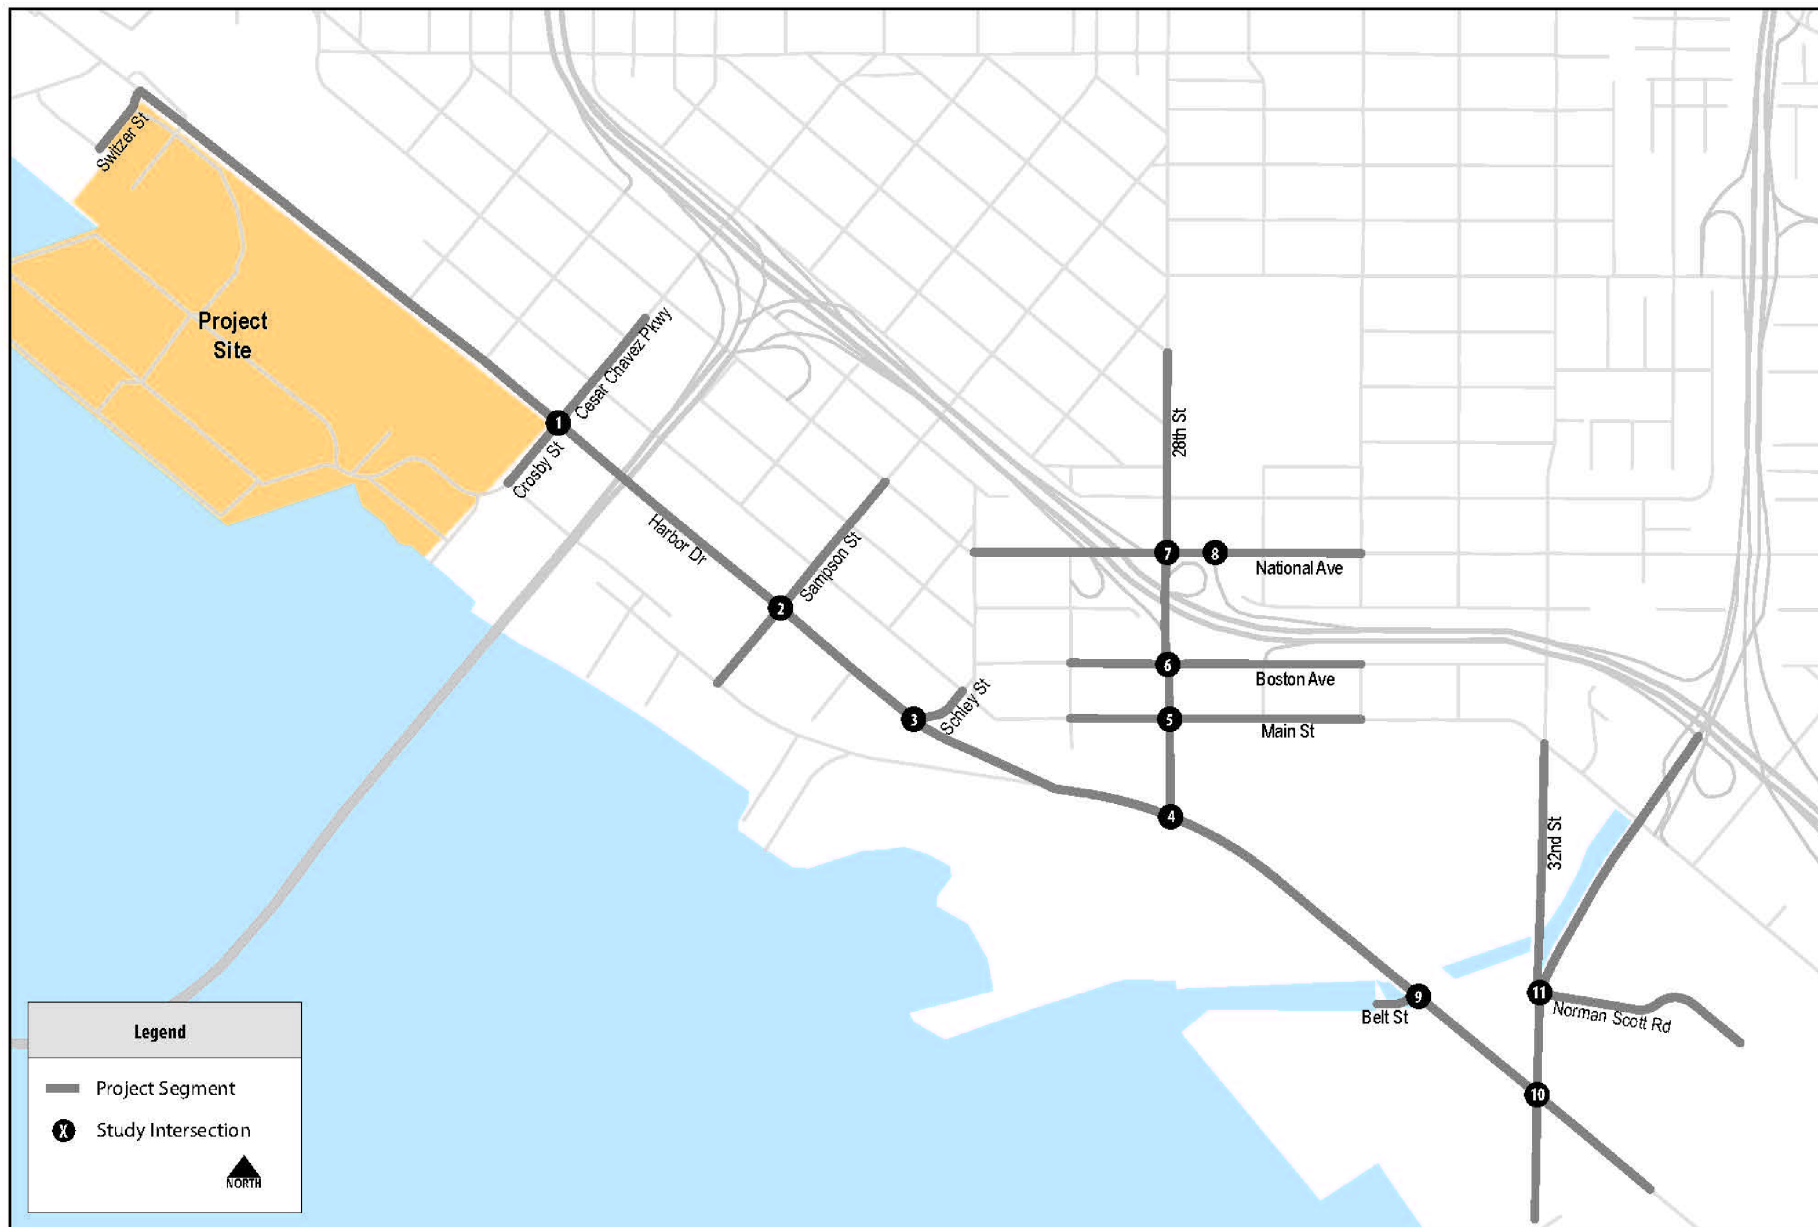 Switzer St
Project
Site
Cesar Chavez Pkwy
1
Crosby St
Harbor Dr
Sampson St
2
28th St
7
8
National Ave
6
Boston Ave
Schley St
3
5
Main St
4
32nd St
9
Belt St
11
Norman Scott Rd
10
Legend
Project Segment
X
Study Intersection
NORTH